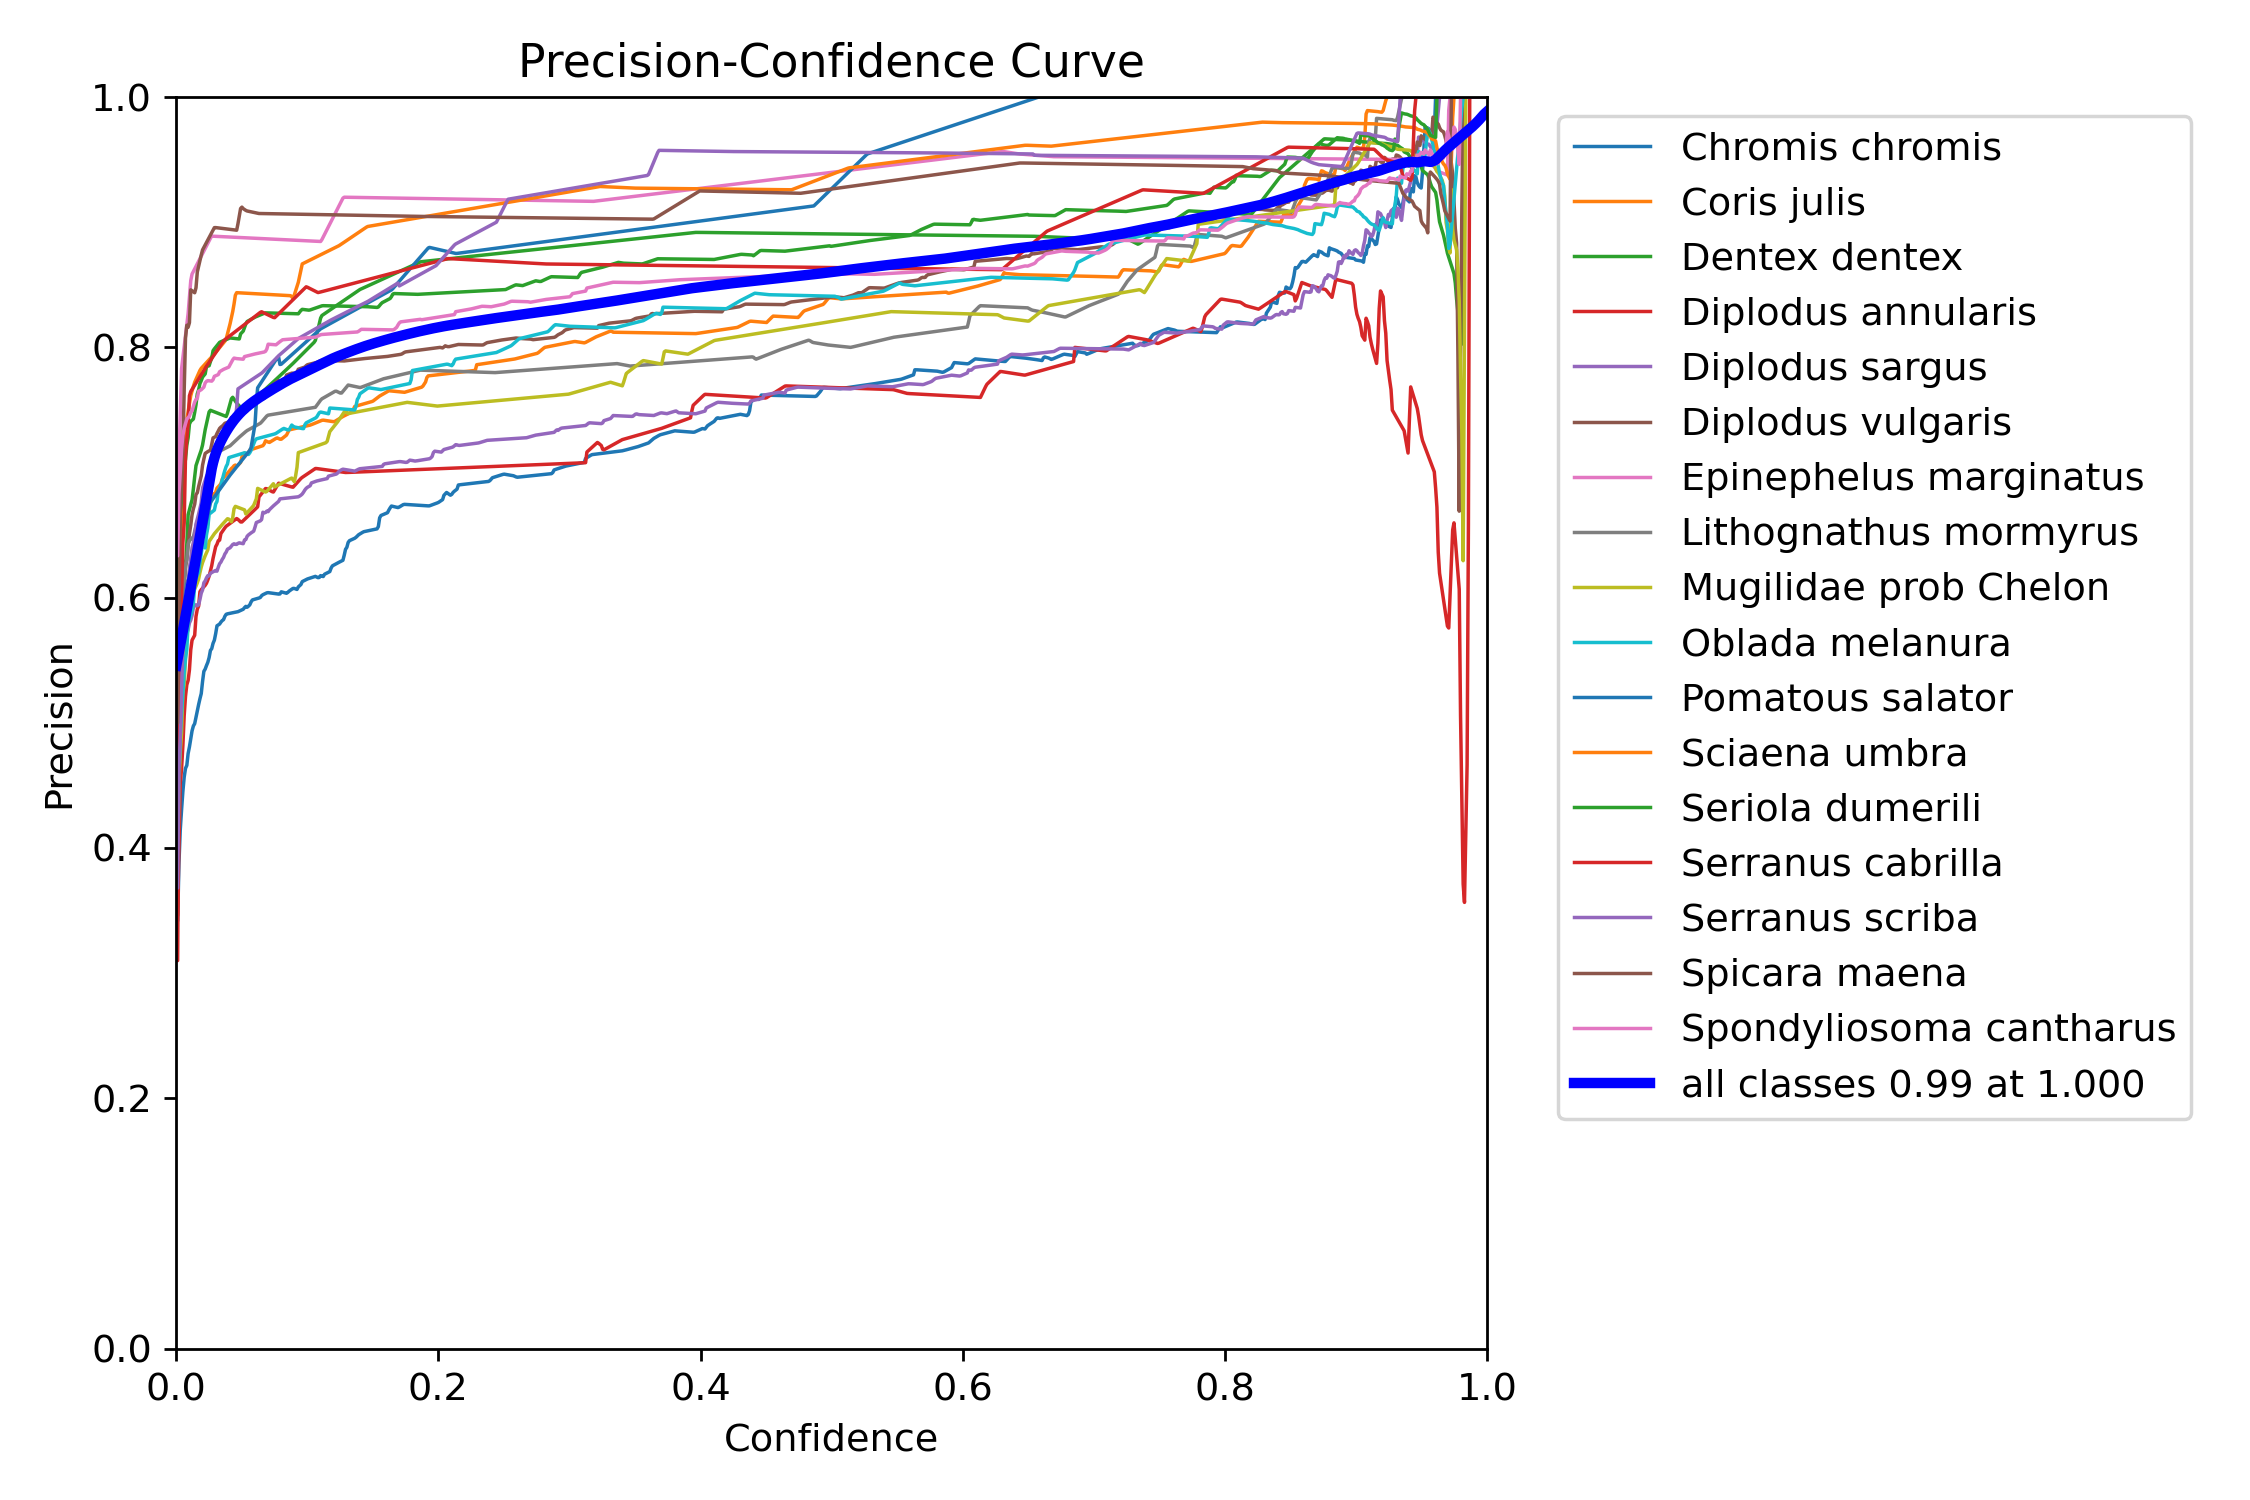 Precision-Confidence Curve
1.0
0.8
0.6
0.4
0.2
0.0
Precision
0.0 0.2 0.4 0.6 0.8 1.0
Confidence
Chromis chromis
Coris julis
Dentex dentex
Diplodus annularis
Diplodus sargus
Diplodus vulgaris
Epinephelus marginatus
Lithognathus mormyrus
Mugilidae prob Chelon
Oblada melanura
Pomatous salator
Sciaena umbra
Seriola dumerili
Serranus cabrilla
Serranus scriba
Spicara maena
Spondyliosoma cantharus
all classes 0.99 at 1.000